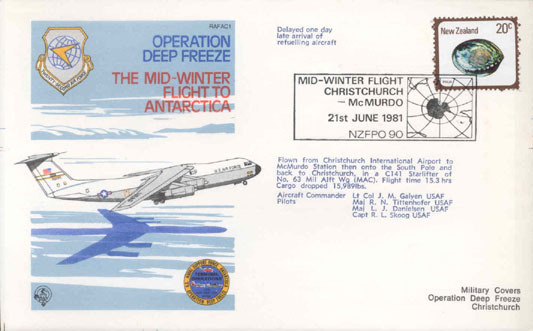 RAFAC1
OPERATION
DEEP FREEZE
THE MID-WINTER
FLIGHT TO
ANTARCTICA
U.S. AIR FORCE
Delayed one day
late arrival of
refuelling aircraft
New Zealand 20c
PAUA
MID-WINTER FLIGHT
CHRISTCHURCH
- McMURDO
21st JUNE 1981
NZFPO 90
Flown from Christchurch International Airport to
McMurdo Station then onto the South Pole and
back to Christchurch, in a C141 Starlifter of
No. 63 Mil Alft Wg (MAC). Flight time 15.3 hrs
Cargo dropped 15,989lbs.
Aircraft Commander Lt Col J. M. Galyen USAF
Pilots Maj R. N. Tittenhofer USAF
Maj L. J. Danielsen USAF
Capt R. L. Skoog USAF
Military Covers
Operation Deep Freeze
Christchurch